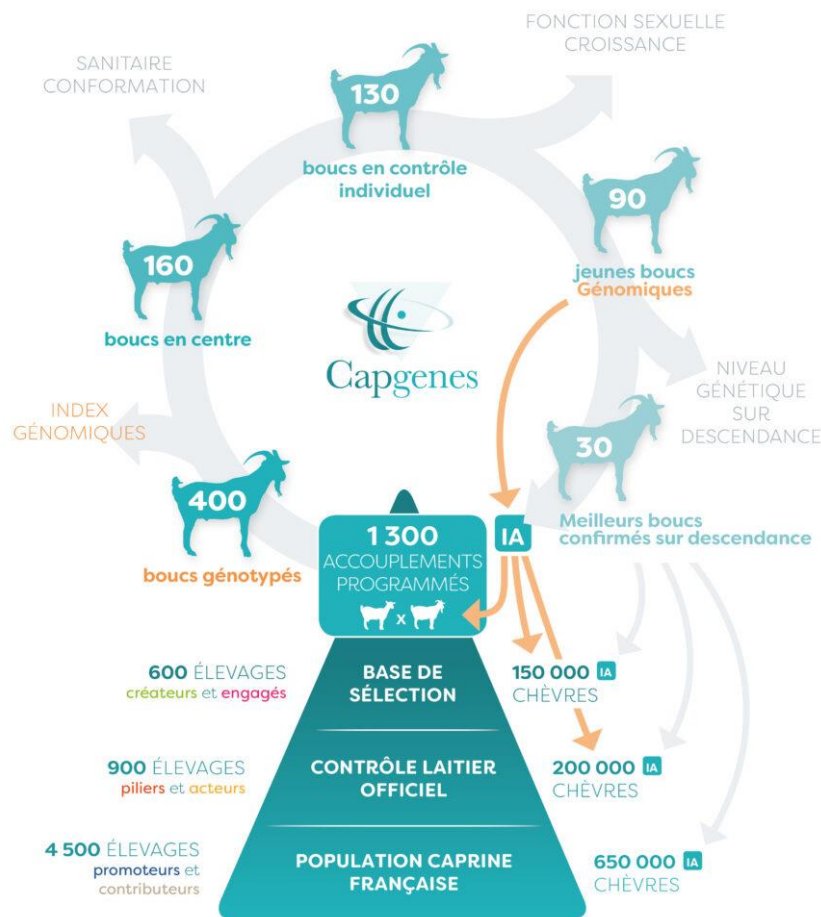 FONCTION SEXUELLE
CROISSANCE
SANITAIRE
CONFORMATION
130
boucs en contrôle
individuel
90
jeunes boucs
Génomiques
160
boucs en centre
Capgenes
NIVEAU
GÉNÉTIQUE
SUR
DESCENDANCE
INDEX
GÉNOMIQUES
30
Meilleurs boucs
confirmés sur descendance
400
boucs génotypés
1 300
ACCOUPLEMENTS
PROGRAMMÉS
x
IA
600 ÉLEVAGES
créateurs et engagés
BASE DE
SÉLECTION
150 000 IA
CHÈVRES
900 ÉLEVAGES
piliers et acteurs
CONTRÔLE LAITIER
OFFICIEL
200 000 IA
CHÈVRES
4 500 ÉLEVAGES
promoteurs et
contributeurs
POPULATION CAPRINE
FRANÇAISE
650 000 IA
CHÈVRES